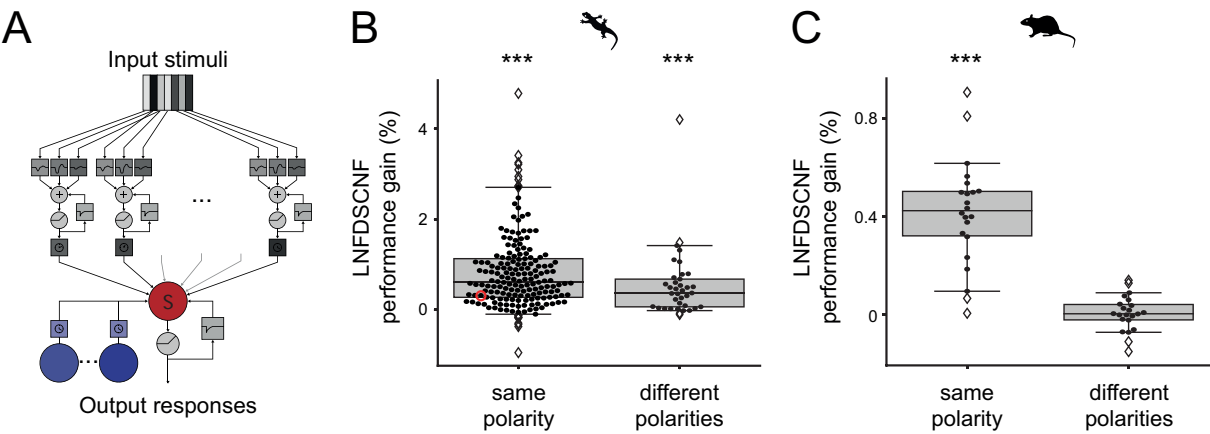 A
Input stimuli
+
+
+
...
S
...
Output responses
B
***
***
LNFDSCNF
performance gain (%)
4
2
0
same
polarity
different
polarities
C
***
LNFDSCNF
performance gain (%)
0.8
0.4
0
same
polarity
different
polarities